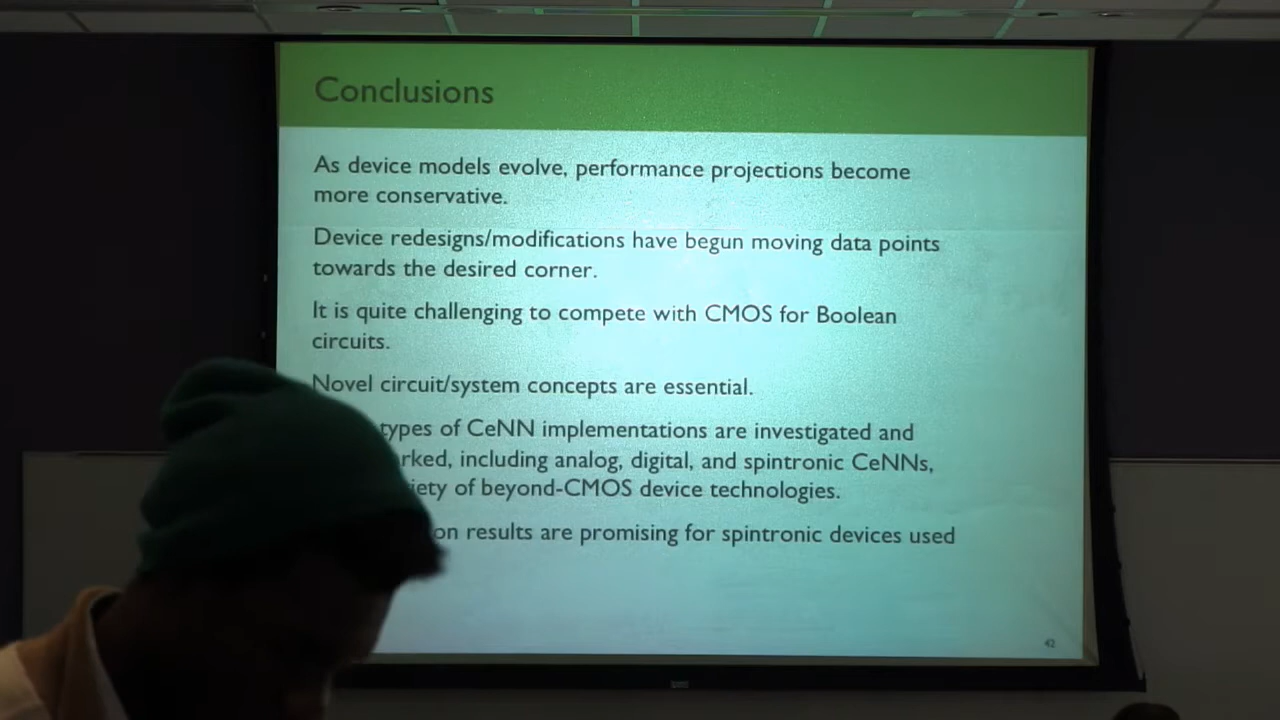 Conclusions
As device models evolve, performance projections become
more conservative.
Device redesigns/modifications have begun moving data points
towards the desired corner.
It is quite challenging to compete with CMOS for Boolean
circuits.
Novel circuit/system concepts are essential.
types of CeNN implementations are investigated and
rked, including analog, digital, and spintronic CeNNs,
iety of beyond-CMOS device technologies.
on results are promising for spintronic devices used
42